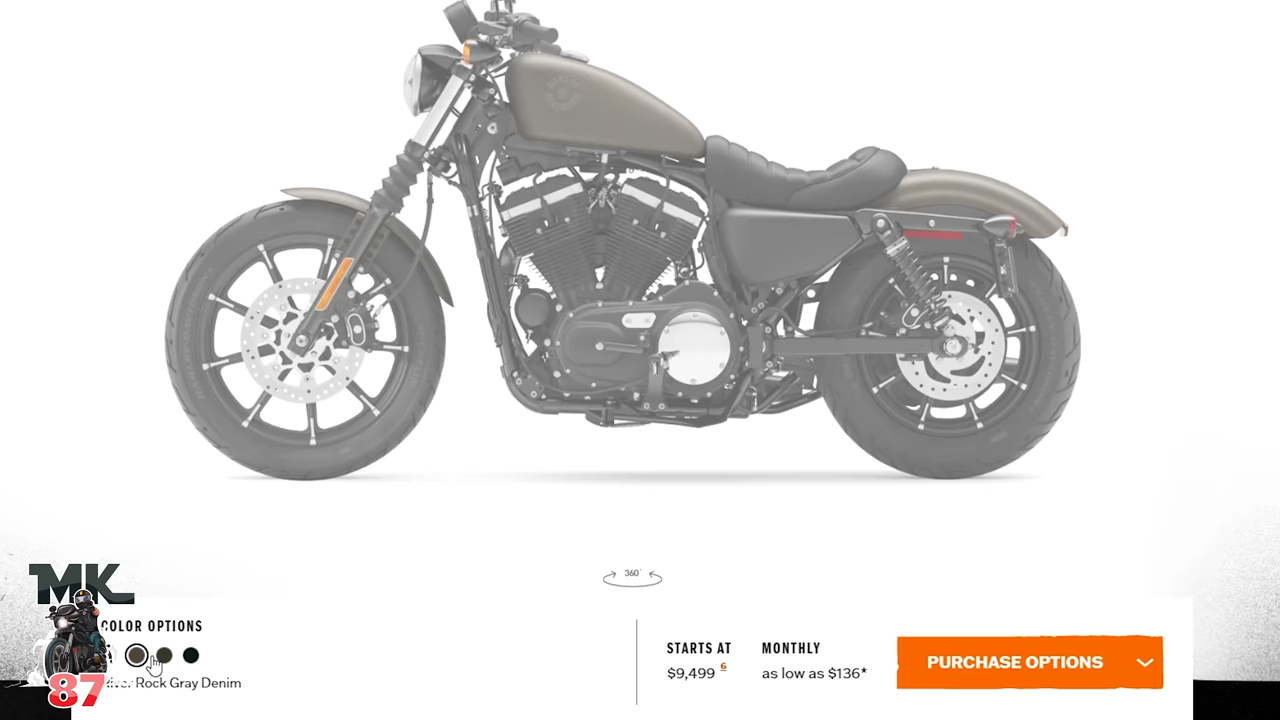 360°
MK
COLOR OPTIONS
Rock Gray Denim
87
STARTS AT
$9,499 6
MONTHLY
as low as $136*
PURCHASE OPTIONS